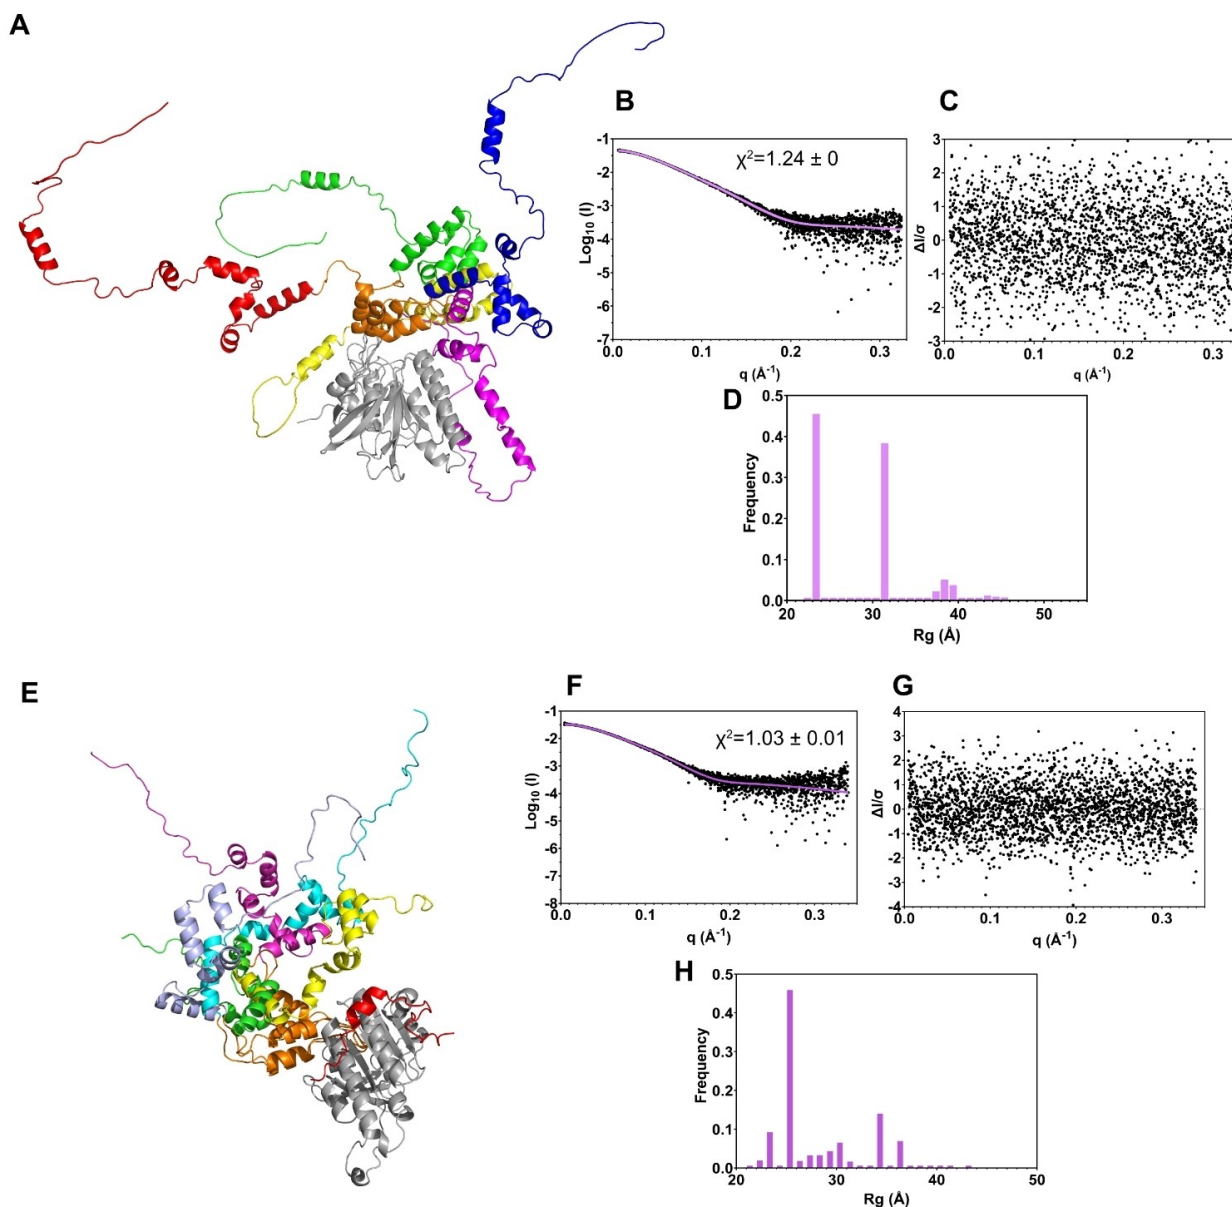 A
B
C
-1
-2
-3
-4
-5
-6
-7
Log₁₀ (I)
χ²=1.24 ± 0
0.0 0.1 0.2 0.3
q (Å⁻¹)
3
2
1
0
-1
-2
-3
ΔI/σ
0.0 0.1 0.2 0.3
q (Å⁻¹)
D
0.5
0.4
0.3
0.2
0.1
0.0
Frequency
20 30 40 50
Rg (Å)
E
F
G
-1
-2
-3
-4
-5
-6
-7
-8
Log₁₀ (I)
χ²=1.03 ± 0.01
0.0 0.1 0.2 0.3
q (Å⁻¹)
4
3
2
1
0
-1
-2
-3
-4
ΔI/σ
0.0 0.1 0.2 0.3
q (Å⁻¹)
H
0.5
0.4
0.3
0.2
0.1
0.0
Frequency
20 30 40 50
Rg (Å)